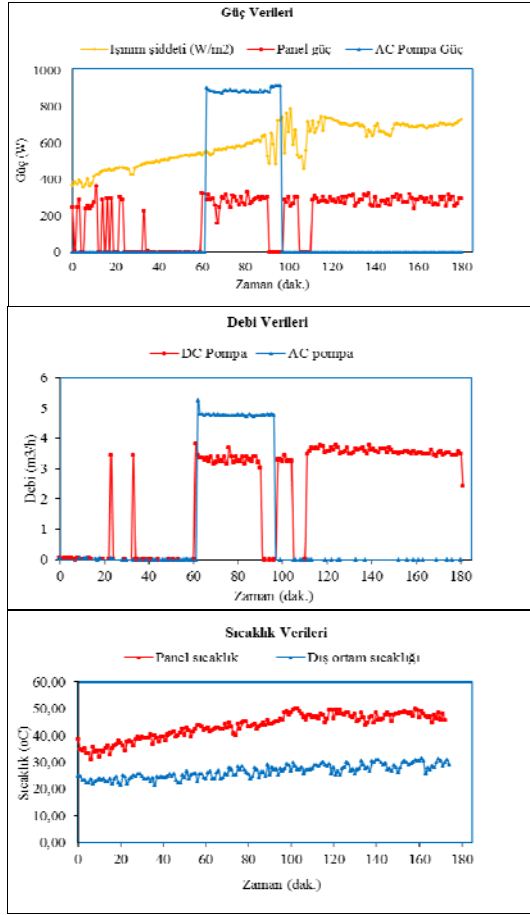 Güç Verileri
Işınım şiddeti (W/m2) Panel güç AC Pompa Güç
1000
800
600
400
200
0
Güç (W)
0 20 40 60 80 100 120 140 160 180
Zaman (dak.)
Debi Verileri
DC Pompa AC pompa
6
5
4
3
2
1
0
Debi (m3/h)
0 20 40 60 80 100 120 140 160 180
Zaman (dak.)
Sıcaklık Verileri
Panel sıcaklık Dış ortam sıcaklığı
60,00
50,00
40,00
30,00
20,00
10,00
0,00
Sıcaklık (oC)
0 20 40 60 80 100 120 140 160 180
Zaman (dak.)